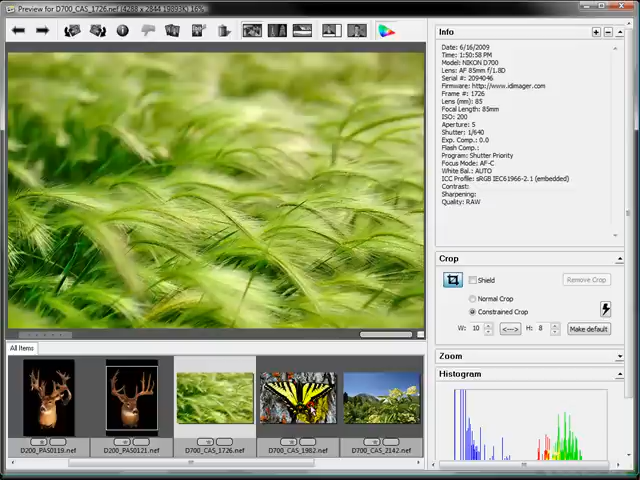 Preview for D700_CAS_1726.nef (4288 x 2844 19893K) 16%
Info
Date: 6/16/2009
Time: 1:50:58 PM
Model: NIKON D700
Lens: AF 85mm f/1.8D
Serial #: 2094046
Firmware: http://www.idimager.com
Frame #: 1726
Lens (mm): 85
Focal Length: 85mm
ISO: 200
Aperture: 5
Shutter: 1/640
Exp. Comp.: 0.0
Flash Comp.:
Program: Shutter Priority
Focus Mode: AF-C
White Bal.: AUTO
ICC Profile: sRGB IEC61966-2.1 (embedded)
Contrast:
Sharpening:
Quality: RAW
Crop
Shield
Remove Crop
Normal Crop
Constrained Crop
W: 10 <---> H: 8 Make default
Zoom
Histogram
All Items
D200_PAS0119.nef
D200_PAS0121.nef
D700_CAS_1726.nef
D700_CAS_1982.nef
D700_CAS_2142.nef